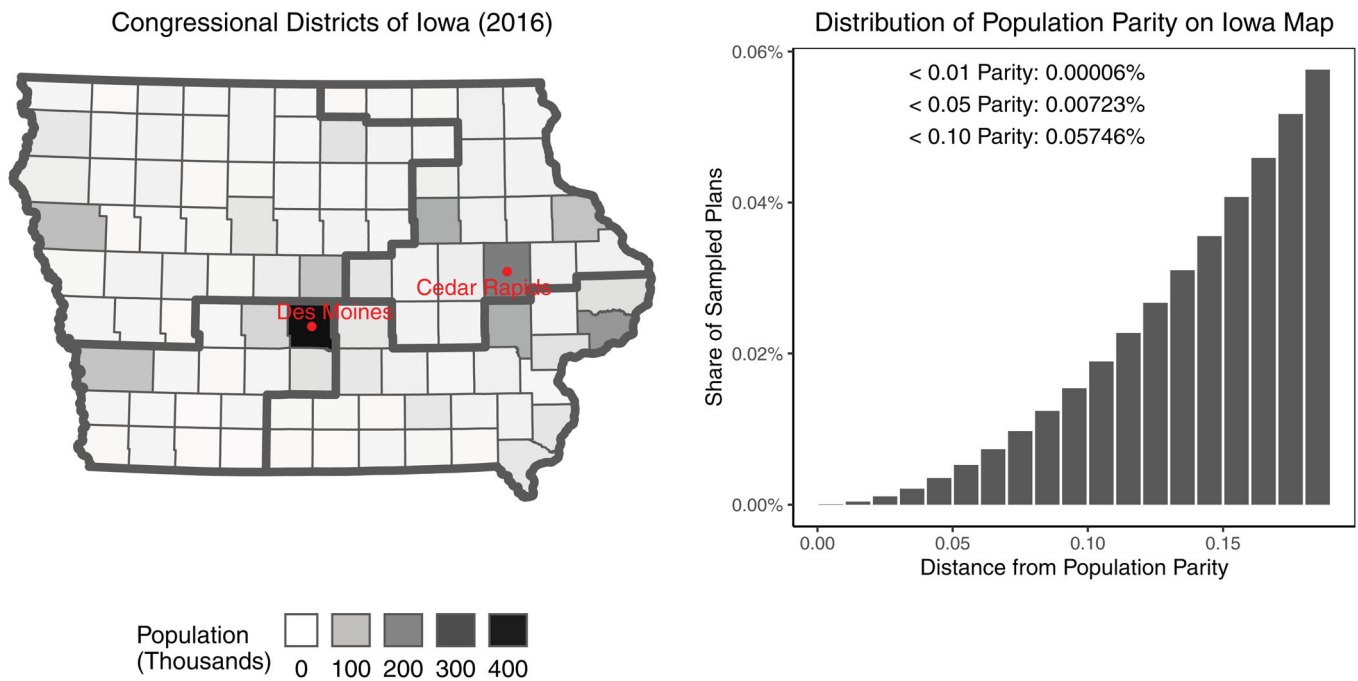 Congressional Districts of Iowa (2016)
Cedar Rapids
Des Moines
Population
(Thousands)
0 100 200 300 400
Distribution of Population Parity on Iowa Map
< 0.01 Parity: 0.00006%
< 0.05 Parity: 0.00723%
< 0.10 Parity: 0.05746%
Share of Sampled Plans
0.06%
0.04%
0.02%
0.00%
0.00 0.05 0.10 0.15
Distance from Population Parity